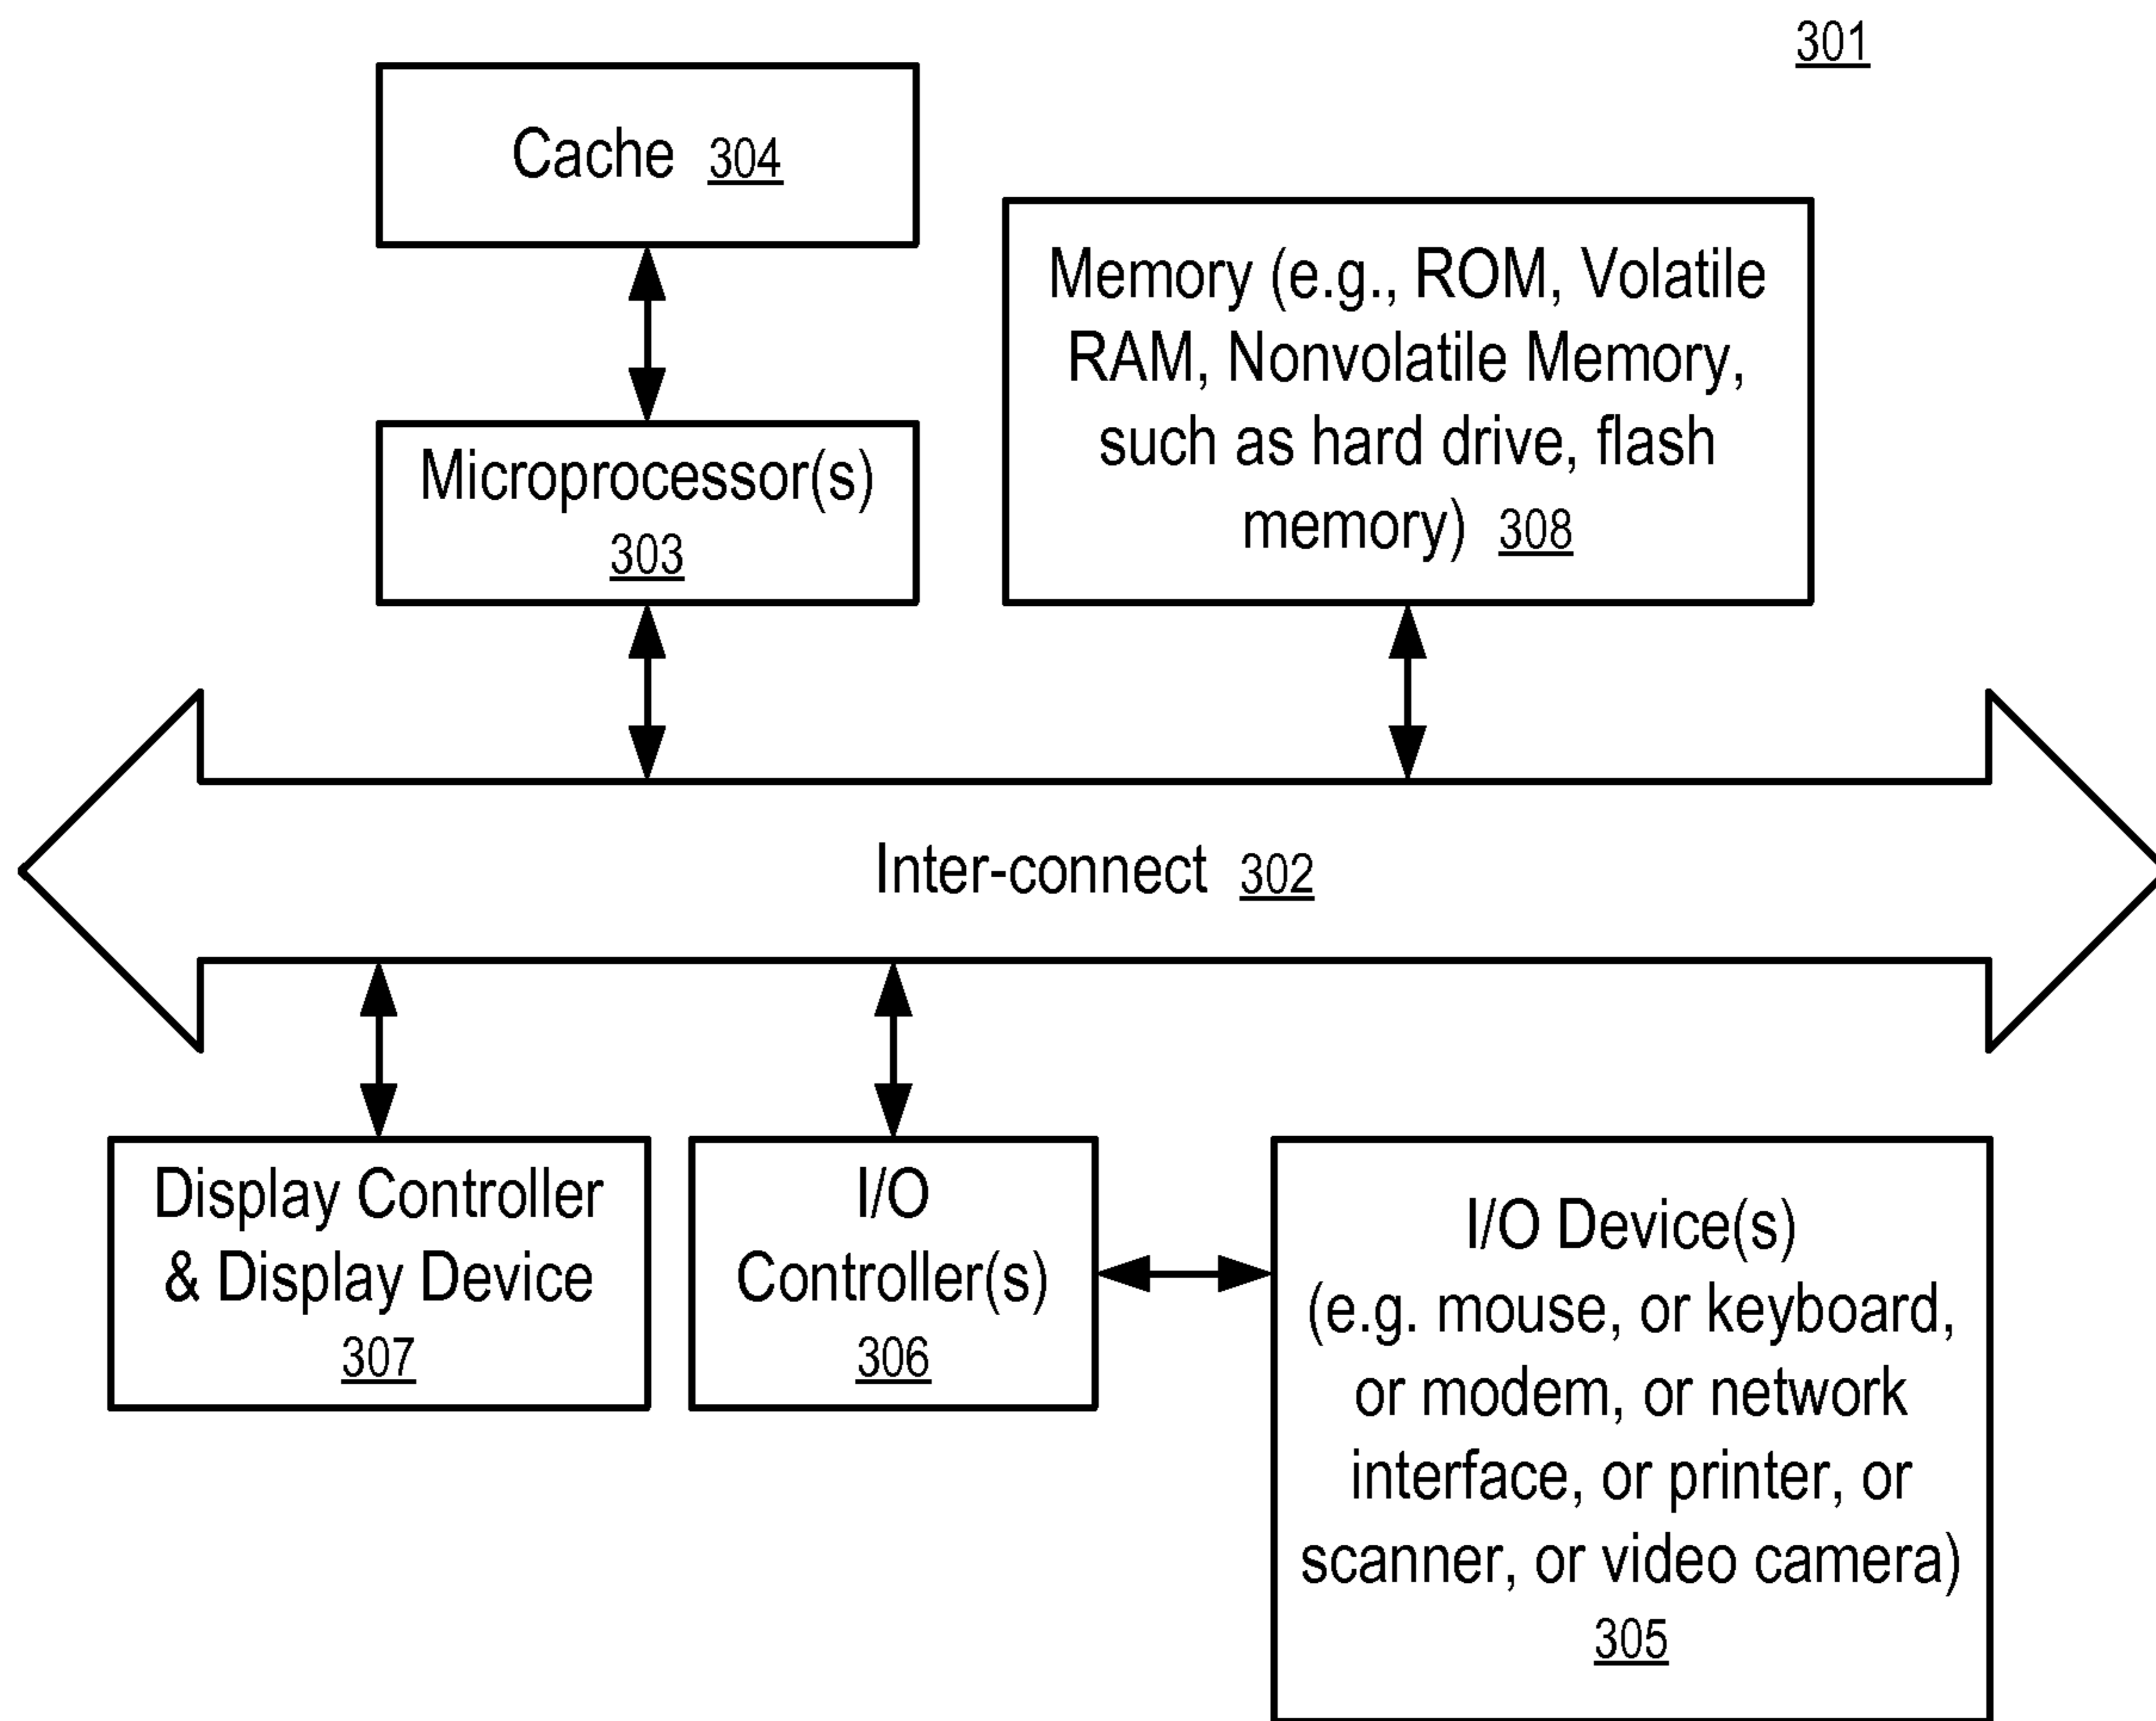 301
Cache 304
Memory (e.g., ROM, Volatile
RAM, Nonvolatile Memory,
such as hard drive, flash
memory) 308
Microprocessor(s)
303
Inter-connect 302
Display Controller
& Display Device
307
I/O
Controller(s)
306
I/O Device(s)
(e.g. mouse, or keyboard,
or modem, or network
interface, or printer, or
scanner, or video camera)
305